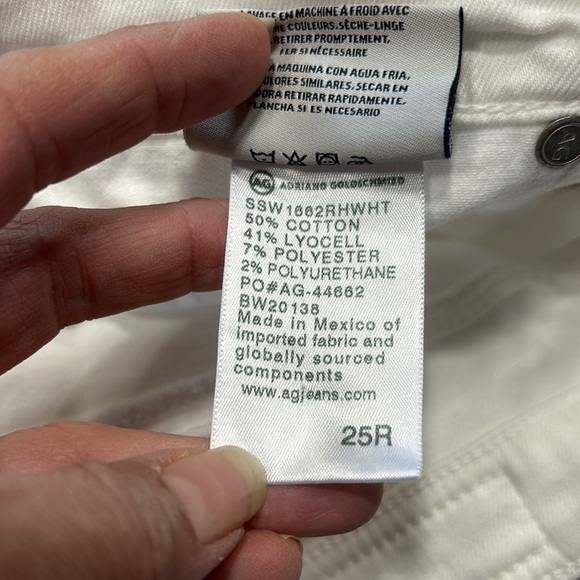 EN MACHINE À FROID AVEC
COULEURS. SÈCHE-LINGE
RETIRER PROMPTEMENT,
FER SI NÉCESSAIRE
A MAQUINA CON AGUA FRIA,
OLORES SIMILARES, SECAR EN
DORA RETIRAR RAPIDAMENTE.
PLANCHA SI ES NECESARIO
AG ADRIANO GOLDSCHMIED
SSW1662RHWHT
50% COTTON
41% LYOCELL
7% POLYESTER
2% POLYURETHANE
PO#AG-44662
BW20138
Made in Mexico of
imported fabric and
globally sourced
components
www.agjeans.com
25R
AG